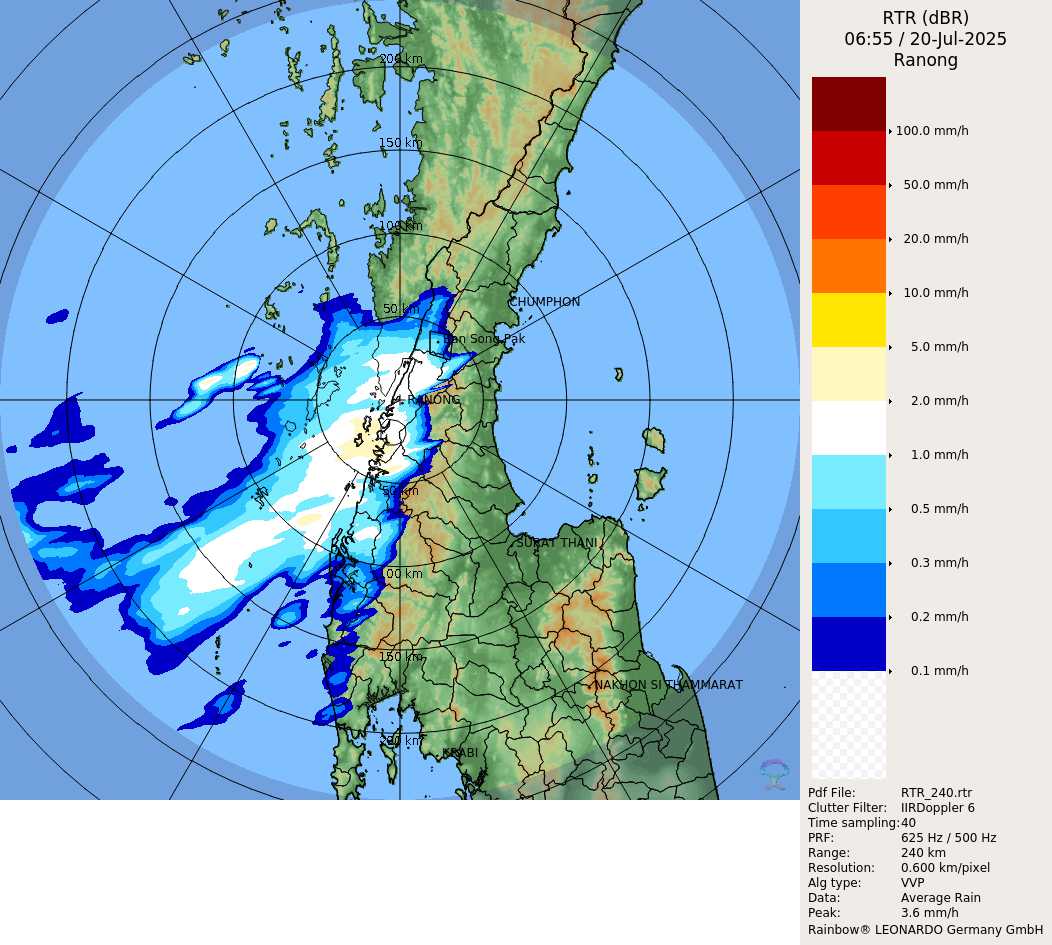 RTR (dBR)
06:55 / 20-Jul-2025
Ranong
200 km
150 km
100 km
50 km
CHUMPHON
Ban Song Pak
RANONG
50 km
SURAT THANI
100 km
150 km
NAKHON SI THAMMARAT
200 km
KRABI
100.0 mm/h
50.0 mm/h
20.0 mm/h
10.0 mm/h
5.0 mm/h
2.0 mm/h
1.0 mm/h
0.5 mm/h
0.3 mm/h
0.2 mm/h
0.1 mm/h
Pdf File: RTR_240.rtr
Clutter Filter: IIRDoppler 6
Time sampling:40
PRF: 625 Hz / 500 Hz
Range: 240 km
Resolution: 0.600 km/pixel
Alg type: VVP
Data: Average Rain
Peak: 3.6 mm/h
Rainbow® LEONARDO Germany GmbH